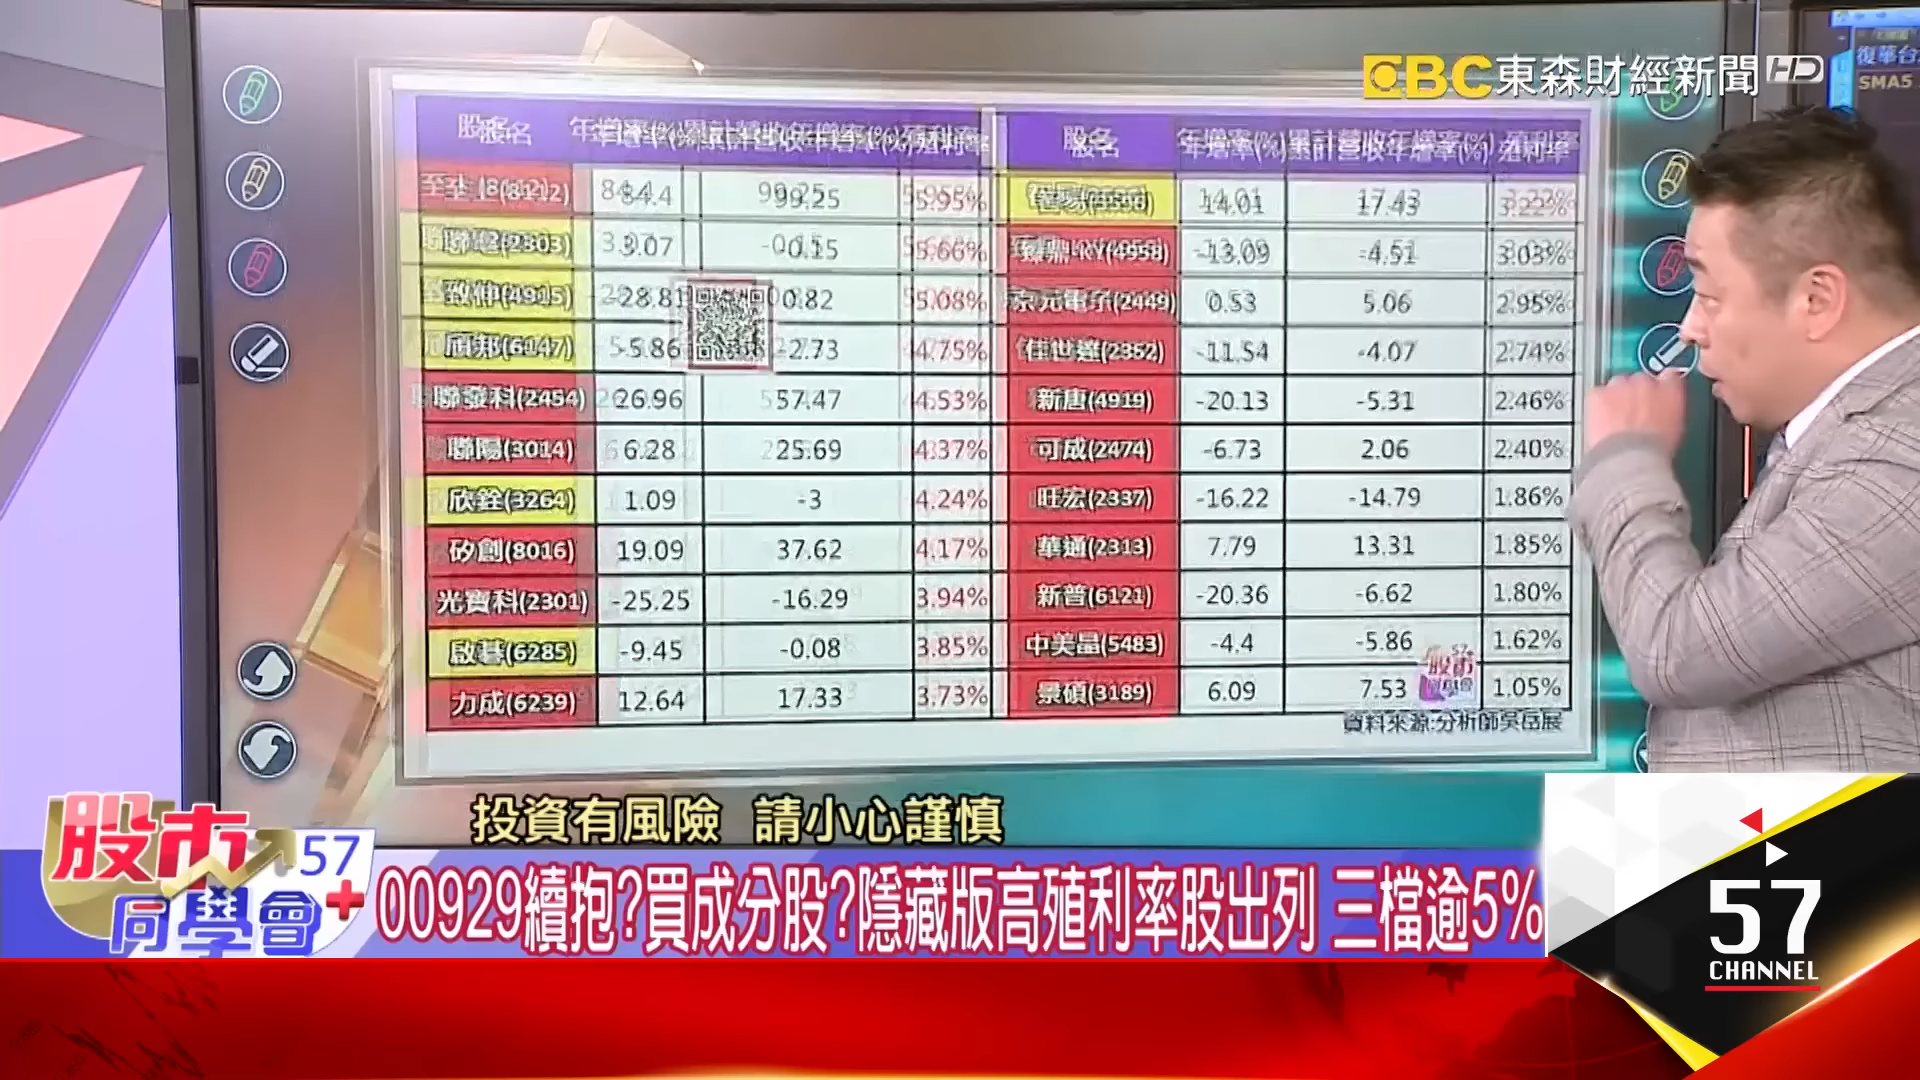 EBC 東森財經新聞 HD
復華台
SMA5
股名 年增率(%) 累計營收年增率(%) 殖利率 股名 年增率(%) 累計營收年增率(%) 殖利率
至上(8112) 84.4 99.25 5.95% 14.01 17.43 3.22%
聯電(2303) 3.07 -0.15 5.66% 臻鼎-KY(4958) -13.09 -4.51 3.03%
致伸(4915) -28.81 0.82 5.08% 京元電子(2449) 0.53 5.06 2.95%
頎邦(6147) -5.86 -2.73 4.75% 佳世達(2352) -11.54 -4.07 2.74%
聯發科(2454) 26.96 57.47 4.53% 新唐(4919) -20.13 -5.31 2.46%
聯陽(3014) 6.28 25.69 4.37% 可成(2474) -6.73 2.06 2.40%
欣銓(3264) 1.09 -3 4.24% 旺宏(2337) -16.22 -14.79 1.86%
矽創(8016) 19.09 37.62 4.17% 華通(2313) 7.79 13.31 1.85%
光寶科(2301) -25.25 -16.29 3.94% 新普(6121) -20.36 -6.62 1.80%
啟碁(6285) -9.45 -0.08 3.85% 中美晶(5483) -4.4 -5.86 1.62%
力成(6239) 12.64 17.33 3.73% 景碩(3189) 6.09 7.53 1.05%
資料來源:分析師吳岳展
投資有風險 請小心謹慎
股市同學會 57+
00929續抱?買成分股?隱藏版高殖利率股出列 三檔逾5%
57
CHANNEL